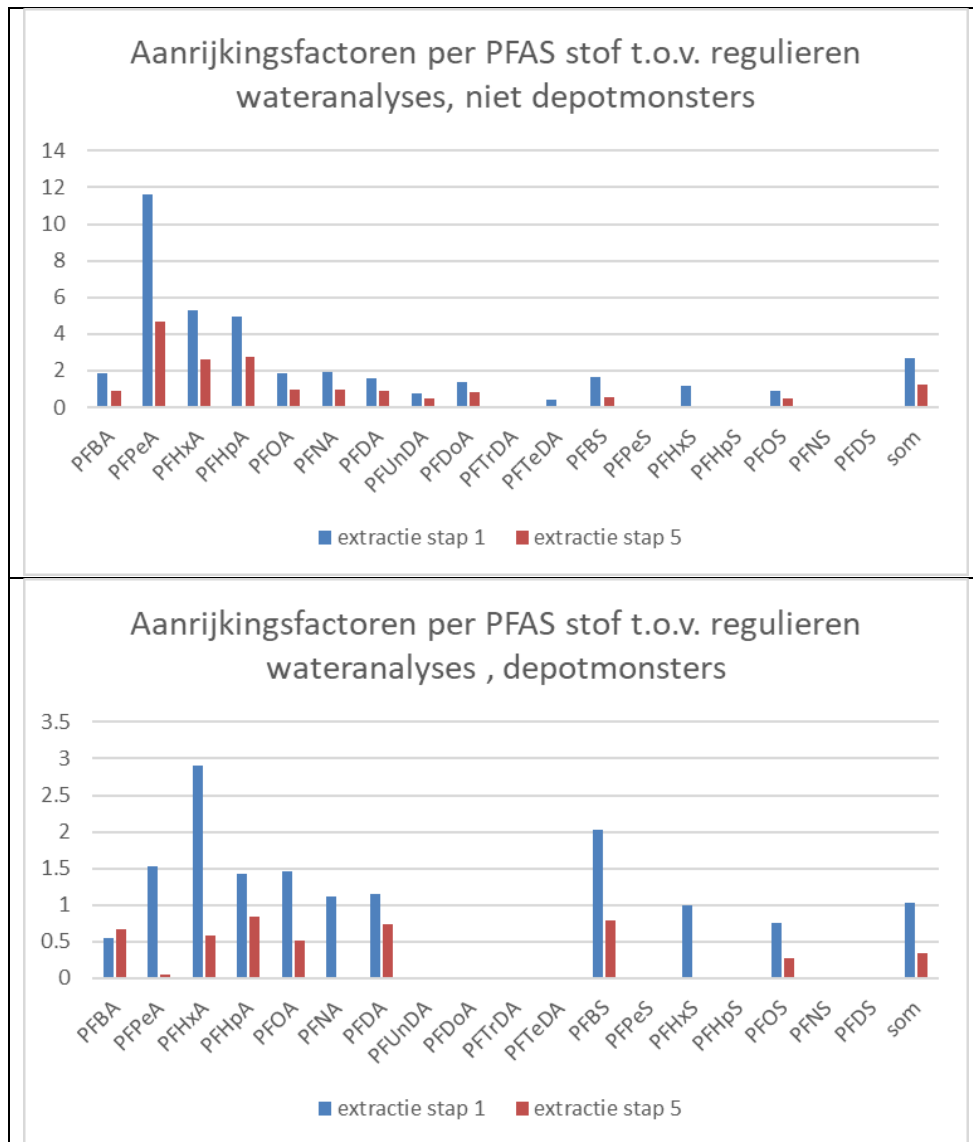 Aanrijkingsfactoren per PFAS stof t.o.v. regulieren
wateranalyses, niet depotmonsters
14
12
10
8
6
4
2
0
PFBA PFPeA PFHxA PFHpA PFOA PFNA PFDA PFUnDA PFDoA PFTrDA PFTeDA PFBS PFPeS PFHxS PFHpS PFOS PFNS PFDS som
extractie stap 1 extractie stap 5
Aanrijkingsfactoren per PFAS stof t.o.v. regulieren
wateranalyses , depotmonsters
3.5
3
2.5
2
1.5
1
0.5
0
PFBA PFPeA PFHxA PFHpA PFOA PFNA PFDA PFUnDA PFDoA PFTrDA PFTeDA PFBS PFPeS PFHxS PFHpS PFOS PFNS PFDS som
extractie stap 1 extractie stap 5